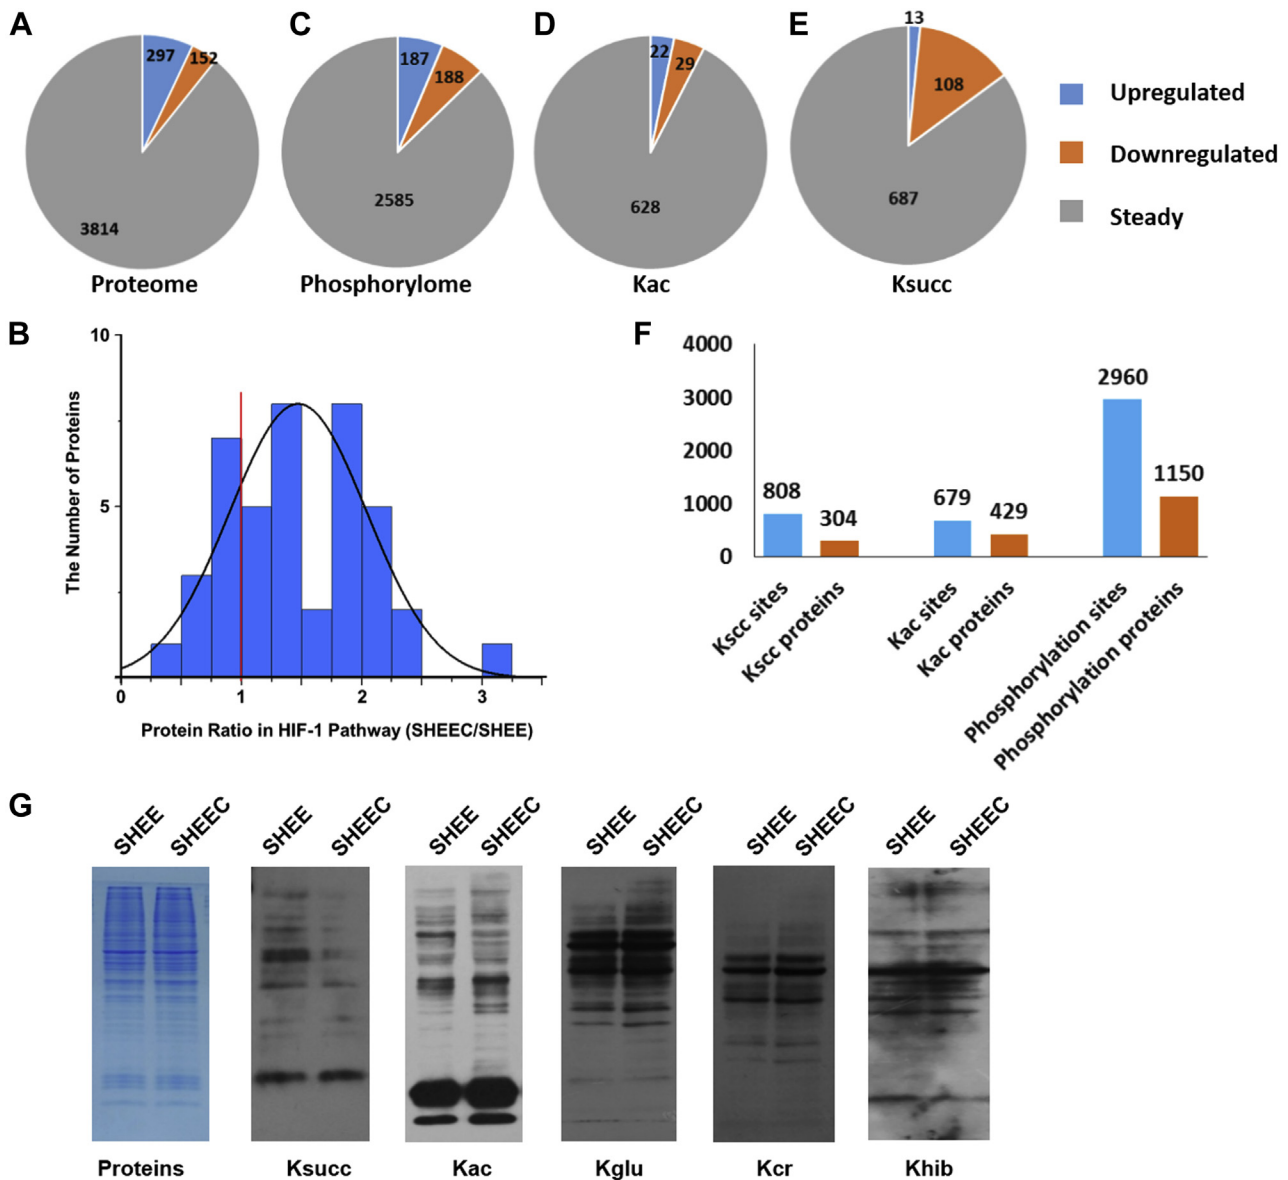 A
297
152
3814
Proteome
C
187
188
2585
Phosphorylome
D
22
29
628
Kac
E
13
108
687
Ksucc
Upregulated
Downregulated
Steady
B
10
5
The Number of Proteins
0 1 2 3
Protein Ratio in HIF-1 Pathway (SHEEC/SHEE)
F
4000
3000
2000
1000
0
808
304
679
429
2960
1150
Kscc sites
Kscc proteins
Kac sites
Kac proteins
Phosphorylation sites
Phosphorylation proteins
G
SHEE SHEEC SHEE SHEEC SHEE SHEEC SHEE SHEEC SHEE SHEEC SHEE SHEEC
Proteins Ksucc Kac Kglu Kcr Khib